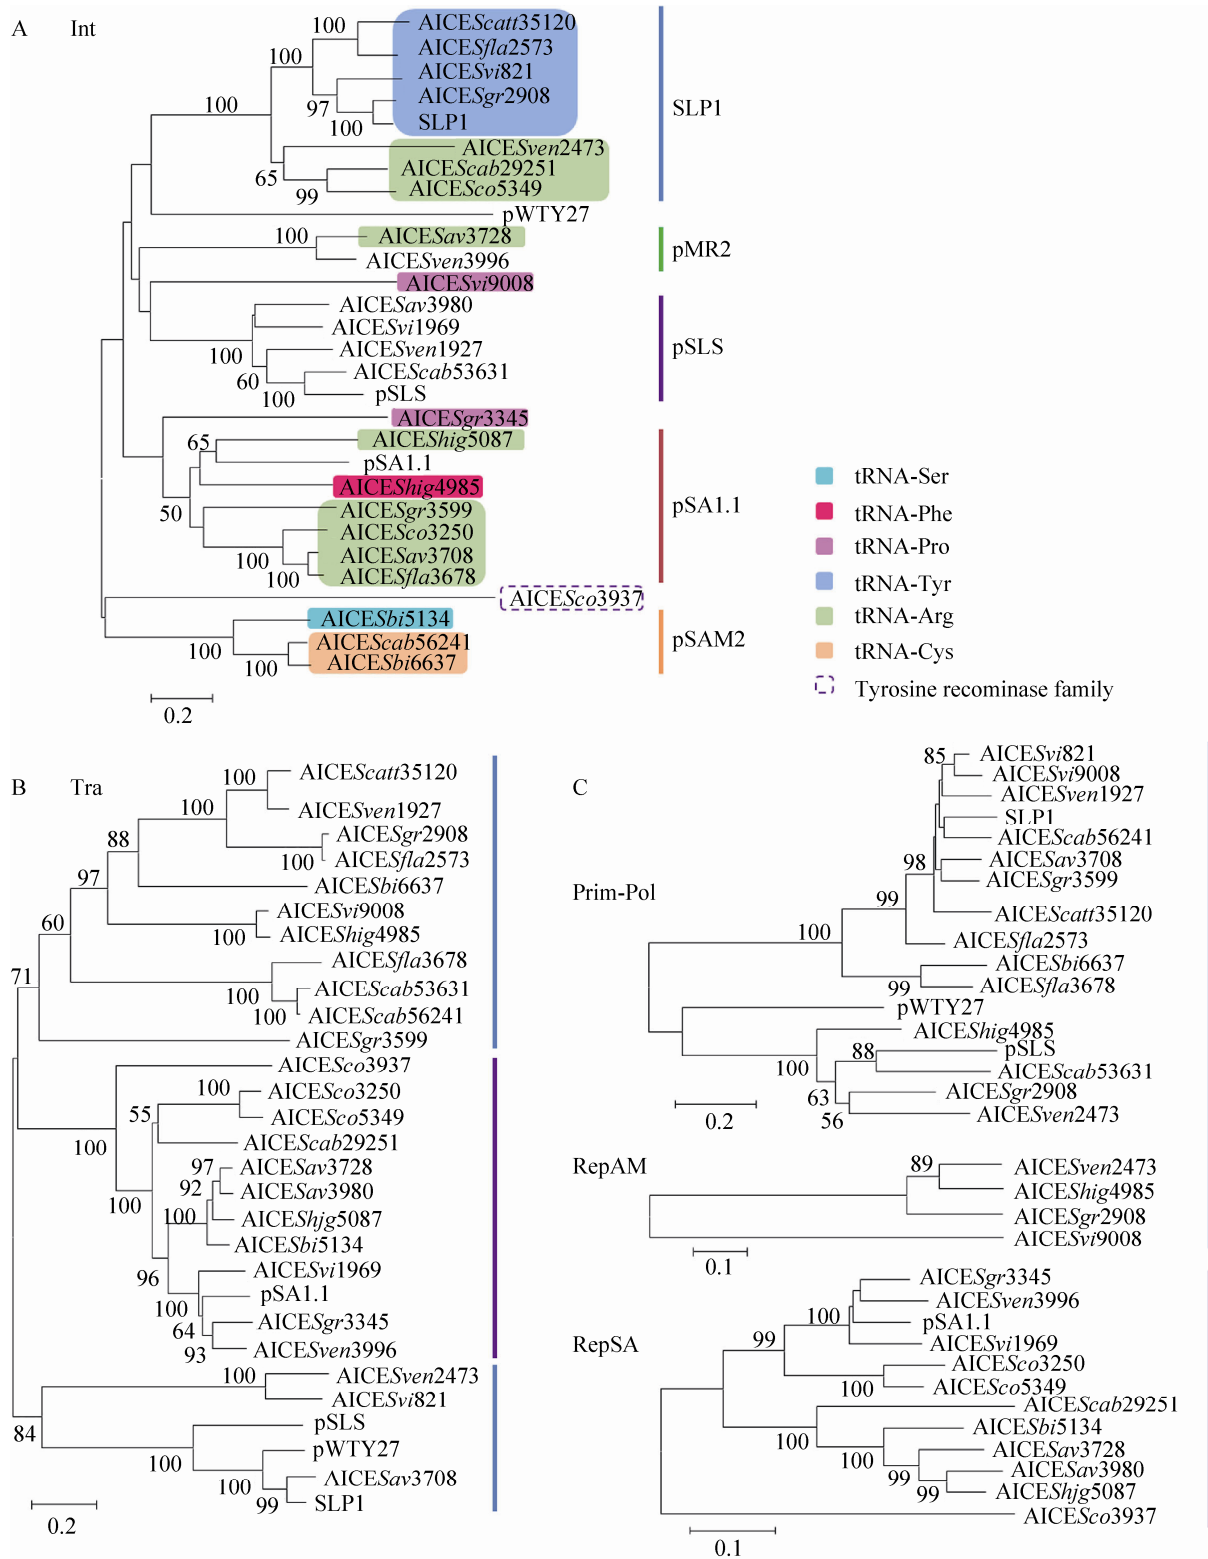 A Int
100
AICEScatt35120
AICESfla2573
100
AICESvi821
AICESgr2908
97
SLP1
100
100
SLP1
AICESven2473
AICEScab29251
65
AICESco5349
99
pWTY27
AICESav3728
100
AICESven3996
pMR2
AICESvi9008
AICESav3980
AICESvi1969
AICESven1927
100
AICEScab53631
60
pSLS
100
pSLS
AICESgr3345
AICEShig5087
65
pSA1.1
AICEShig4985
AICESgr3599
50
AICESco3250
AICESav3708
100
AICESfla3678
100
pSA1.1
AICESco3937
AICESbi5134
AICEScab56241
100
AICESbi6637
100
pSAM2
0.2
tRNA-Ser
tRNA-Phe
tRNA-Pro
tRNA-Tyr
tRNA-Arg
tRNA-Cys
Tyrosine recominase family
B Tra
100
AICEScatt35120
AICESven1927
100
AICESgr2908
AICESfla2573
100
88
AICESbi6637
97
AICESvi9008
AICEShig4985
100
60
AICESfla3678
AICEScab53631
100
AICEScab56241
100
71
AICESgr3599
AICESco3937
AICESco3250
100
AICESco5349
55
AICEScab29251
100
AICESav3728
97
AICESav3980
92
AICEShjg5087
100
AICESbi5134
100
AICESvi1969
96
pSA1.1
100
AICESgr3345
64
AICESven3996
93
AICESven2473
100
AICESvi821
pSLS
84
pWTY27
100
AICESav3708
100
SLP1
99
0.2
C
Prim-Pol
85
AICESvi821
AICESvi9008
AICESven1927
SLP1
AICEScab56241
AICESav3708
98
AICESgr3599
99
AICEScatt35120
AICESfla2573
100
AICESbi6637
AICESfla3678
99
pWTY27
AICEShig4985
pSLS
88
AICEScab53631
100
AICESgr2908
63
AICESven2473
56
0.2
RepAM
89
AICESven2473
AICEShig4985
AICESgr2908
AICESvi9008
0.1
RepSA
AICESgr3345
AICESven3996
100
pSA1.1
AICESvi1969
99
AICESco3250
AICESco5349
100
AICEScab29251
AICESbi5134
100
AICESav3728
100
AICESav3980
99
AICEShjg5087
99
AICESco3937
0.1